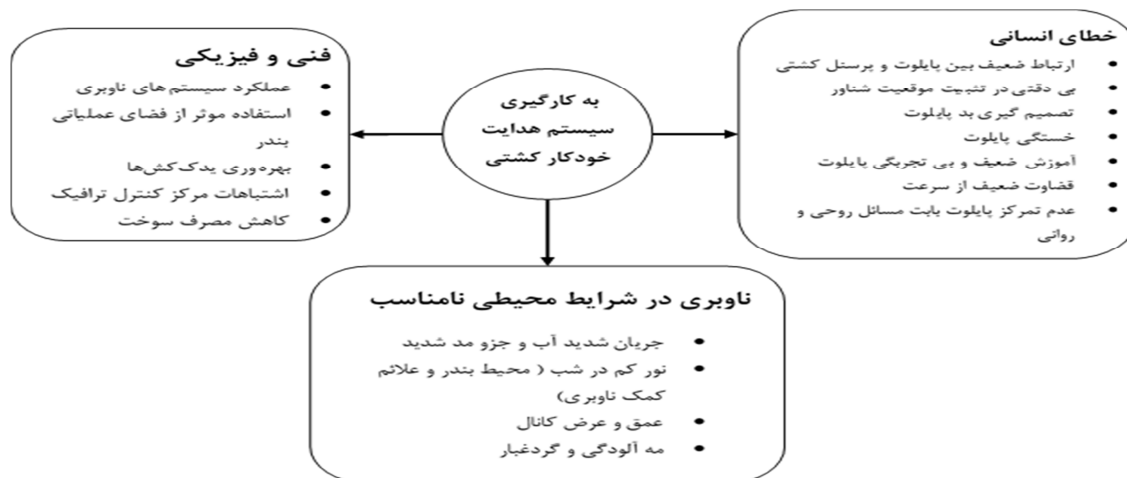 خطای انسانی
ارتباط ضعیف بین پایلوت و پرسنل کشتی
بی دقتی در تثبیت موقعیت شناور
تصمیم گیری بد پایلوت
خستگی پایلوت
آموزش ضعیف و بی تجربگی پایلوت
قضاوت ضعیف از سرعت
عدم تمرکز پایلوت بابت مسائل روحی و
روانی
به کارگیری
سیستم هدایت
خودکار کشتی
فنی و فیزیکی
عملکرد سیستم های ناوبری
استفاده موثر از فضای عملیاتی
بندر
بهره‌وری یدک‌کش‌ها
اشتباهات مرکز کنترل ترافیک
کاهش مصرف سوخت
ناوبری در شرایط محیطی نامناسب
جریان شدید آب و جزو مد شدید
نور کم در شب ( محیط بندر و علائم
کمک ناوبری)
عمق و عرض کانال
مه آلودگی و گردغبار